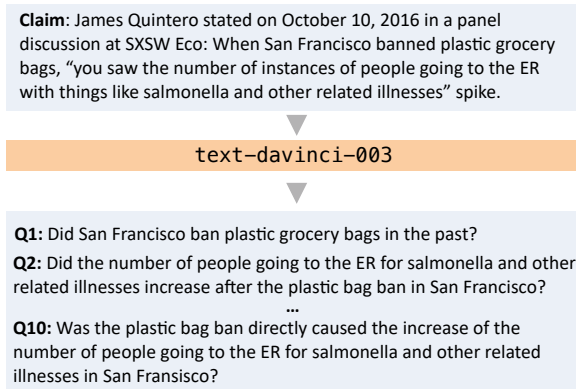 Claim: James Quintero stated on October 10, 2016 in a panel
discussion at SXSW Eco: When San Francisco banned plastic grocery
bags, “you saw the number of instances of people going to the ER
with things like salmonella and other related illnesses” spike.
text-davinci-003
Q1: Did San Francisco ban plastic grocery bags in the past?
Q2: Did the number of people going to the ER for salmonella and other
related illnesses increase after the plastic bag ban in San Francisco?
…
Q10: Was the plastic bag ban directly caused the increase of the
number of people going to the ER for salmonella and other related
illnesses in San Fransisco?